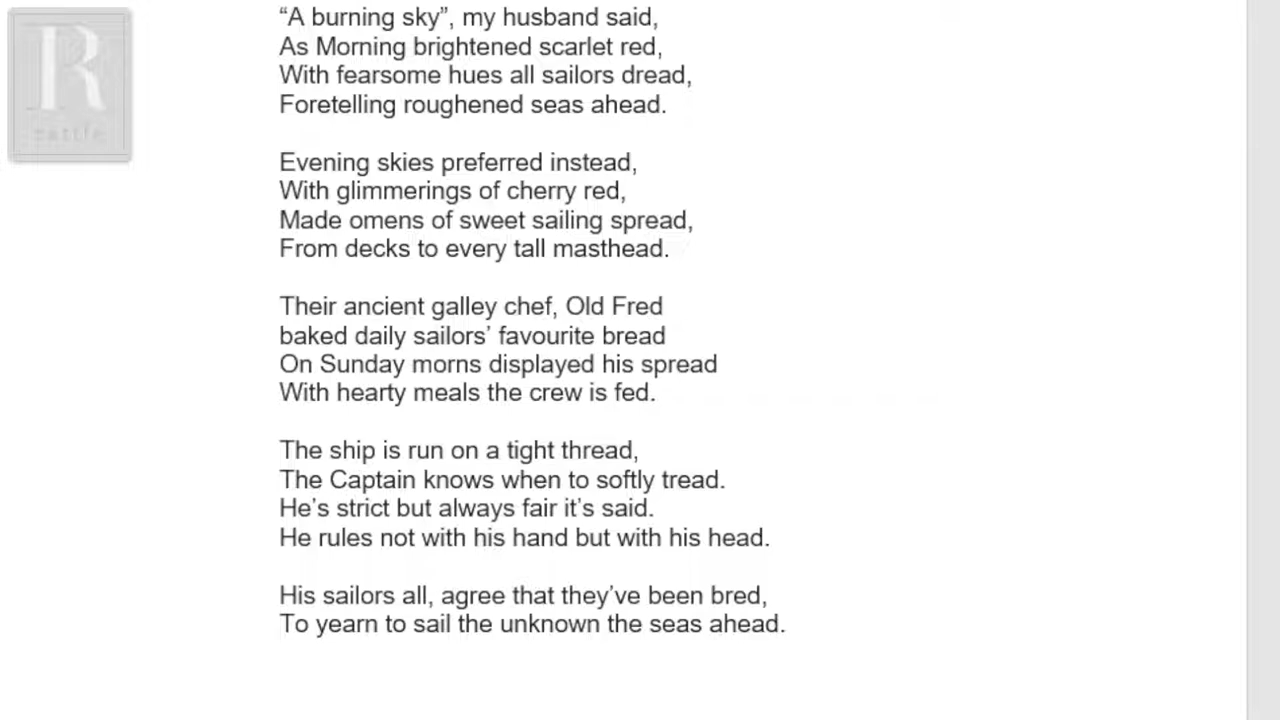 R
rattle
“A burning sky”, my husband said,
As Morning brightened scarlet red,
With fearsome hues all sailors dread,
Foretelling roughened seas ahead.
Evening skies preferred instead,
With glimmerings of cherry red,
Made omens of sweet sailing spread,
From decks to every tall masthead.
Their ancient galley chef, Old Fred
baked daily sailors’ favourite bread
On Sunday morns displayed his spread
With hearty meals the crew is fed.
The ship is run on a tight thread,
The Captain knows when to softly tread.
He’s strict but always fair it’s said.
He rules not with his hand but with his head.
His sailors all, agree that they’ve been bred,
To yearn to sail the unknown the seas ahead.